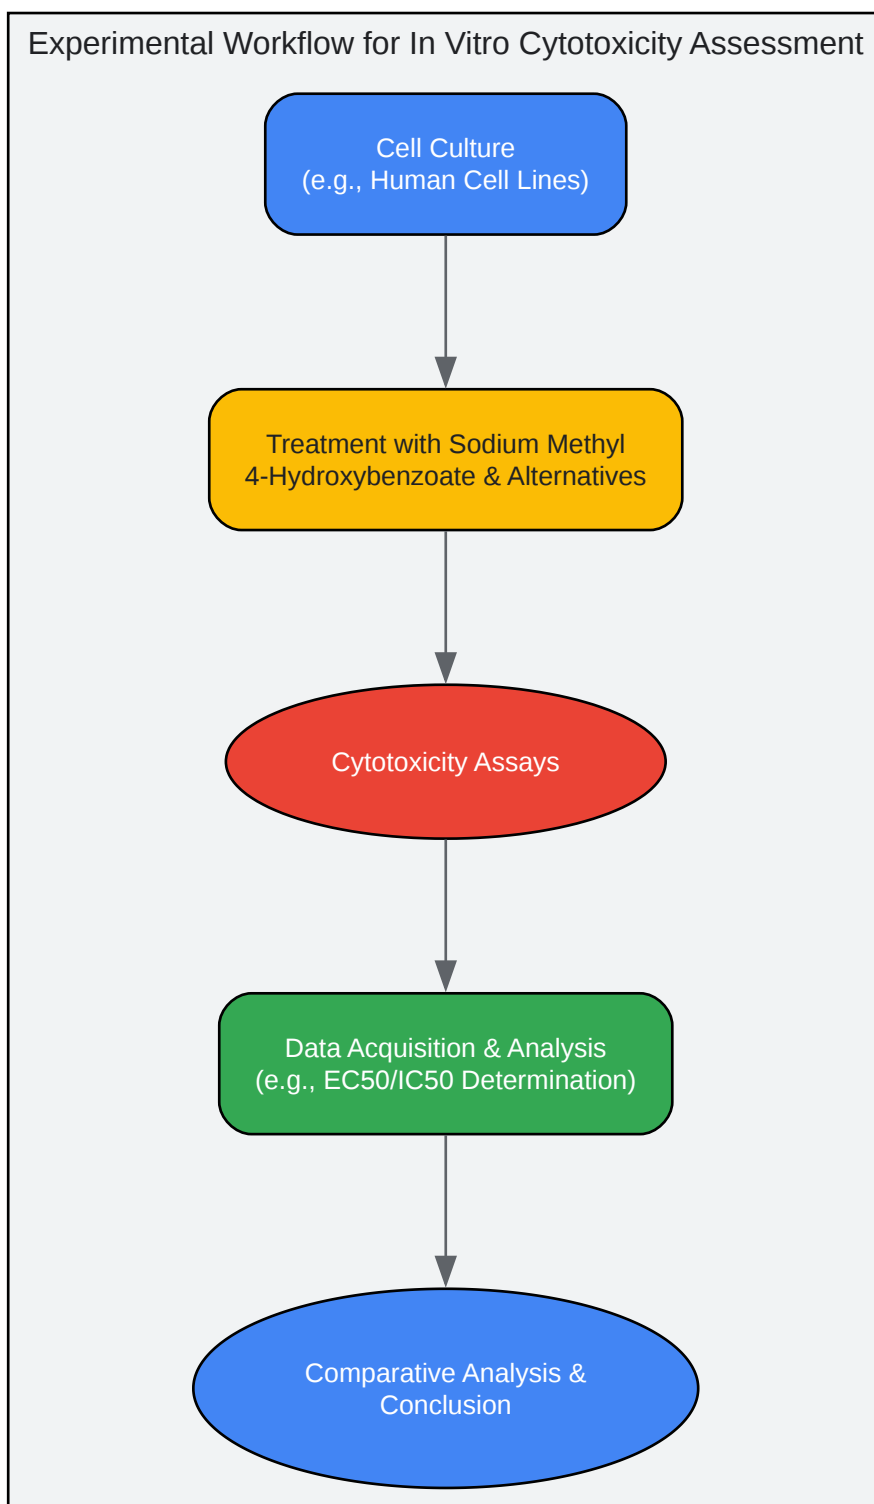 Experimental Workflow for In Vitro Cytotoxicity Assessment
Cell Culture
(e.g., Human Cell Lines)
Treatment with Sodium Methyl
4-Hydroxybenzoate & Alternatives
Cytotoxicity Assays
Data Acquisition & Analysis
(e.g., EC50/IC50 Determination)
Comparative Analysis &
Conclusion